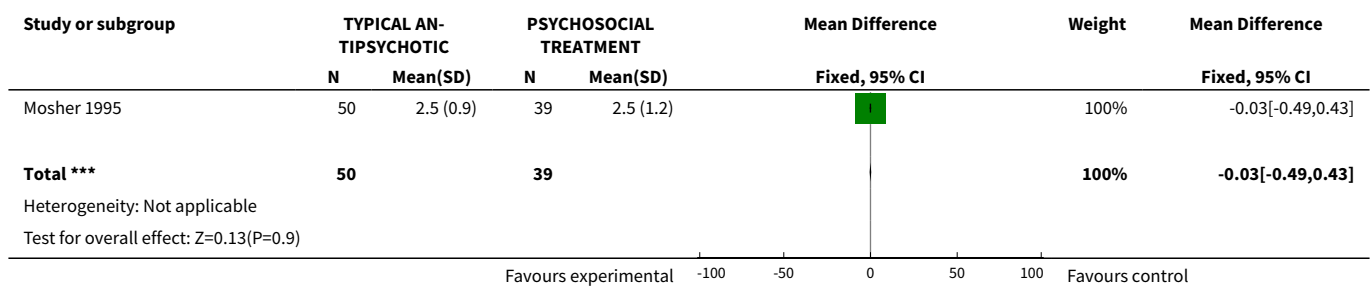 Study or subgroup TYPICAL AN- PSYCHOSOCIAL Mean Difference Weight Mean Difference
TIPSYCHOTIC TREATMENT
N Mean(SD) N Mean(SD) Fixed, 95% CI Fixed, 95% CI
Mosher 1995 50 2.5 (0.9) 39 2.5 (1.2) 100% -0.03[-0.49,0.43]
Total *** 50 39 100% -0.03[-0.49,0.43]
Heterogeneity: Not applicable
Test for overall effect: Z=0.13(P=0.9)
Favours experimental -100 -50 0 50 100 Favours control